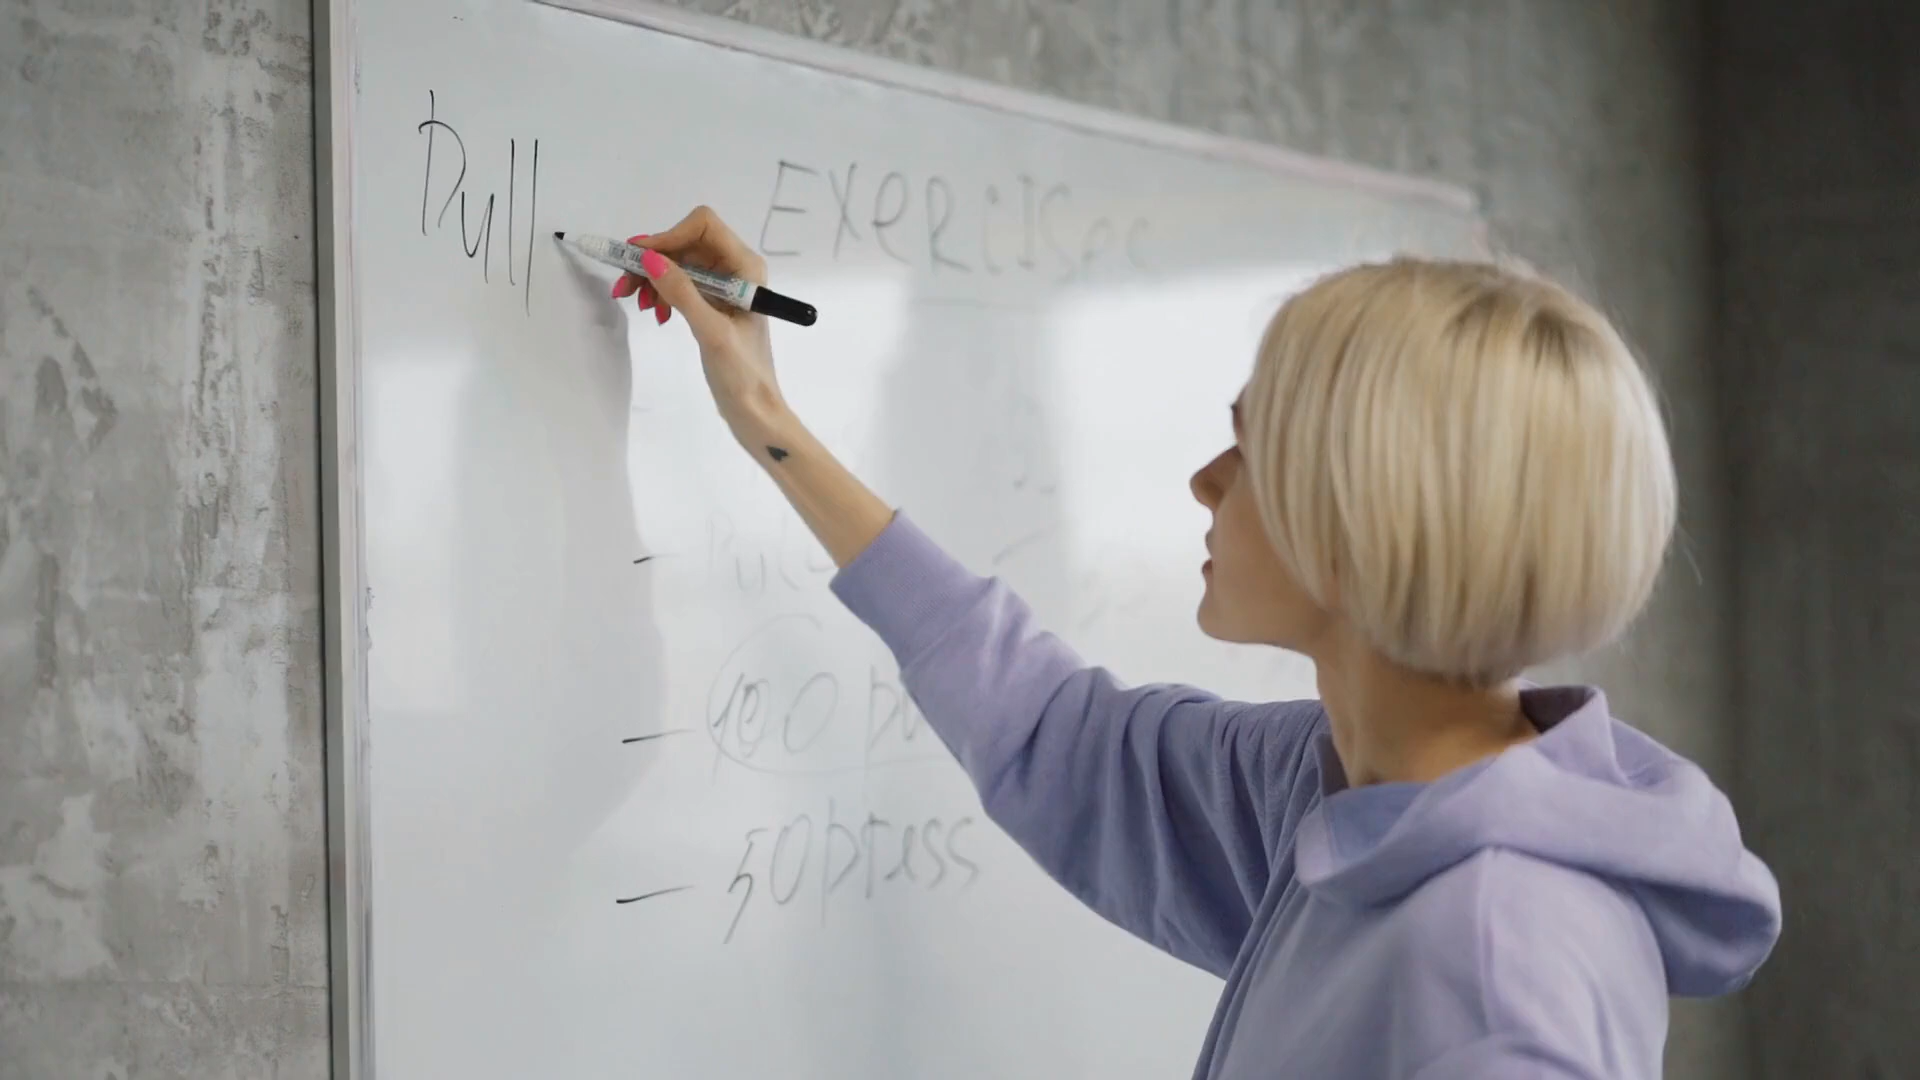 Pull
Exercises
- Pull
- 100 pu
- 50 press